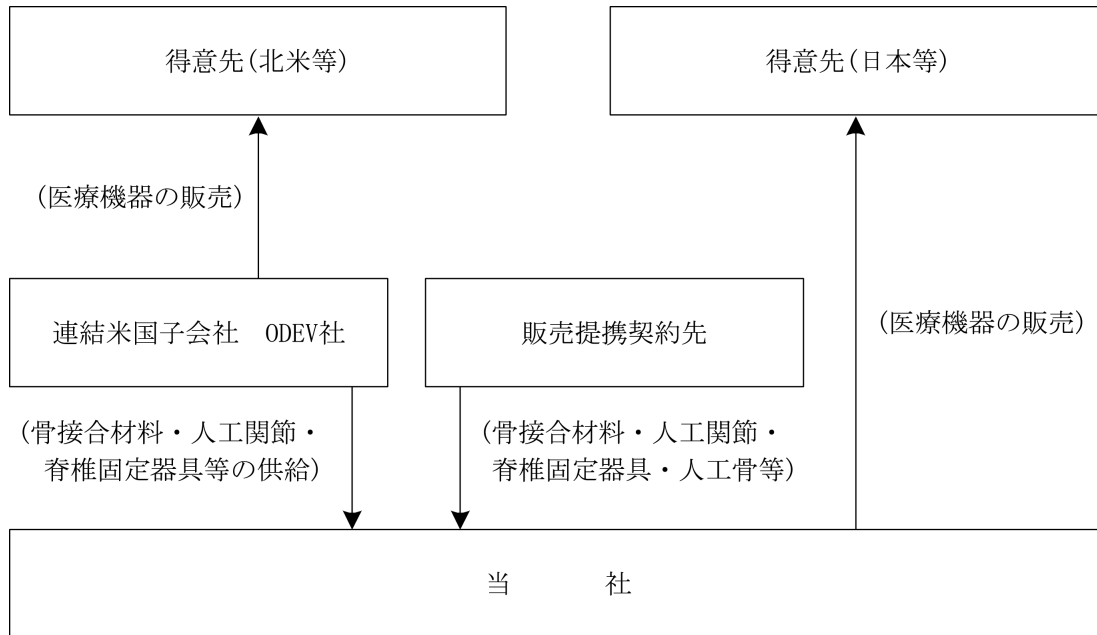 得意先(北米等)
得意先(日本等)
(医療機器の販売)
連結米国子会社　ODEV社
販売提携契約先
(医療機器の販売)
(骨接合材料・人工関節・
脊椎固定器具等の供給)
(骨接合材料・人工関節・
脊椎固定器具・人工骨等)
当　　　社